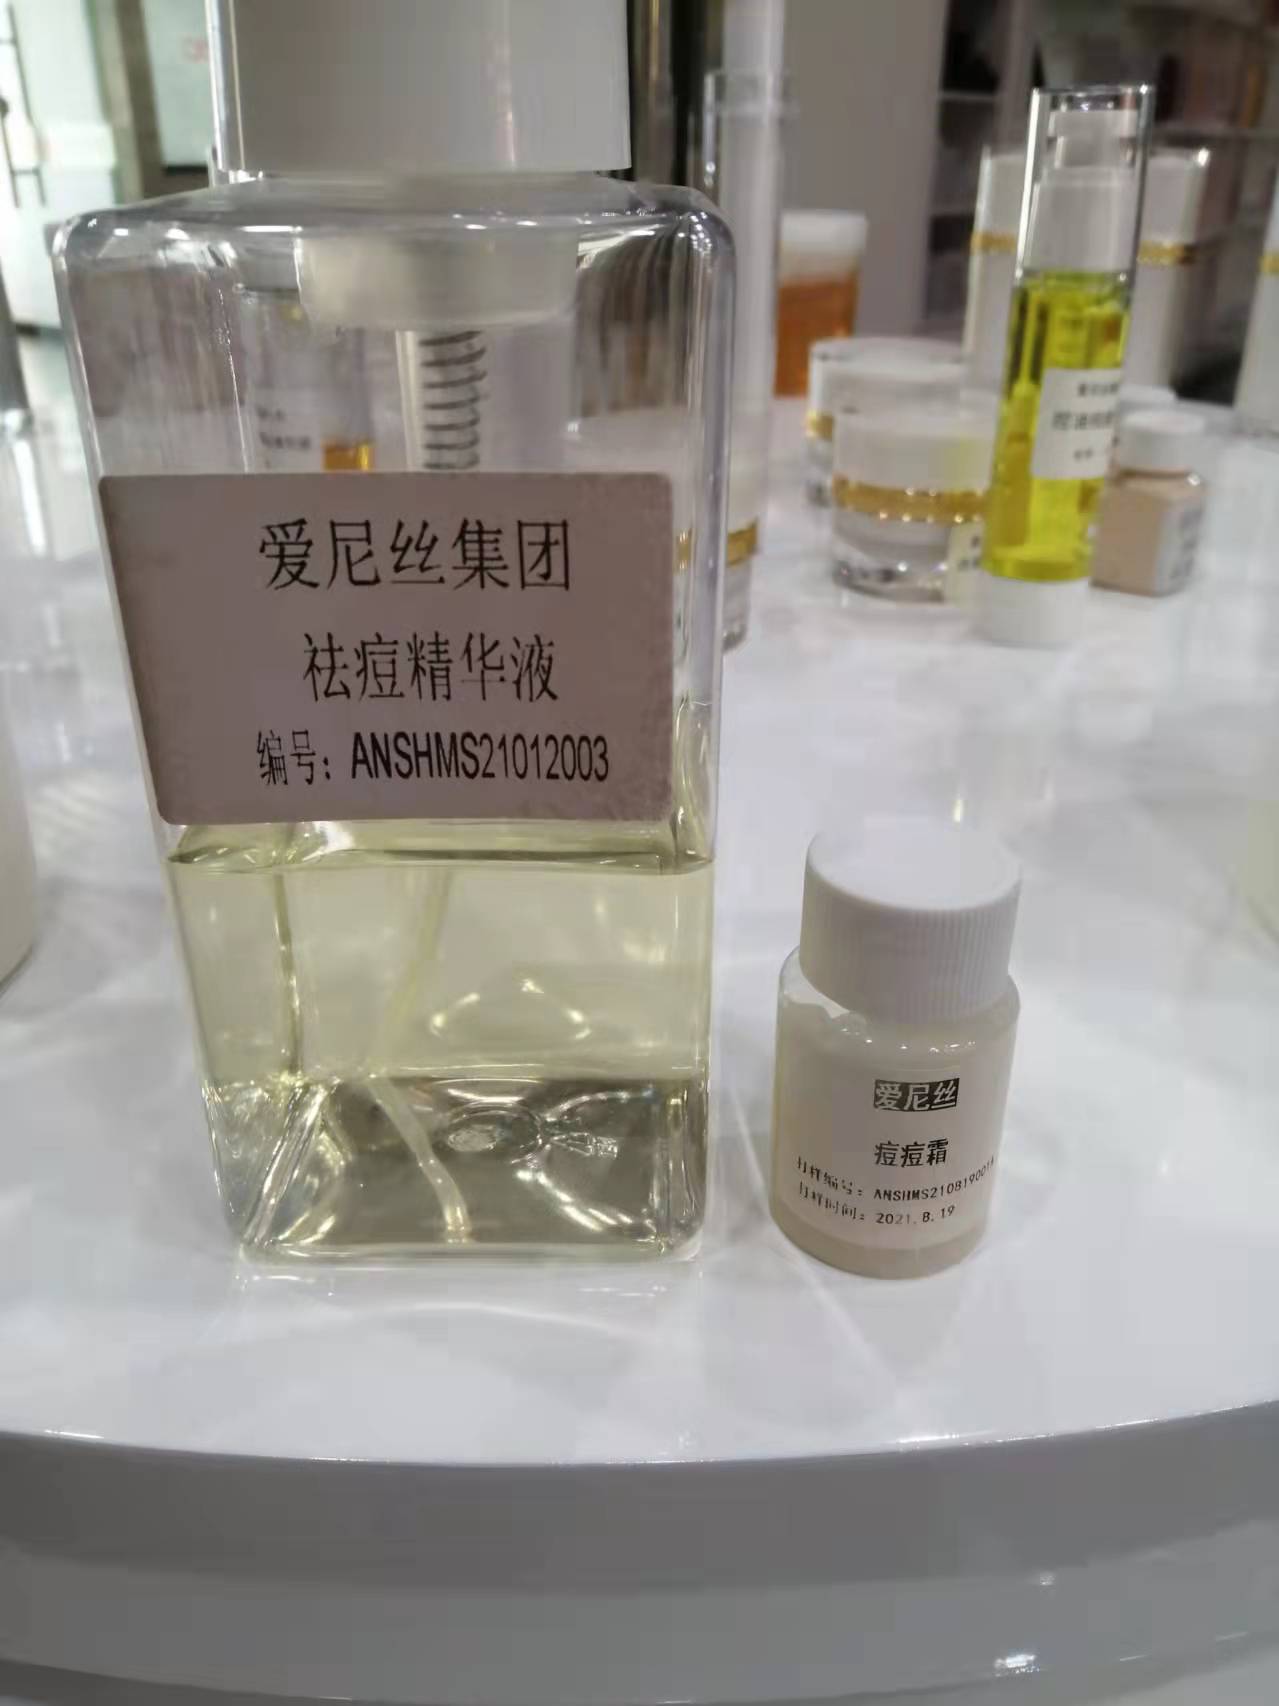 爱尼丝集团
祛痘精华液
编号：ANSHMS21012003
爱尼丝
痘痘霜
打样编号：ANSHMS21081900
打样时间：2021.8.19